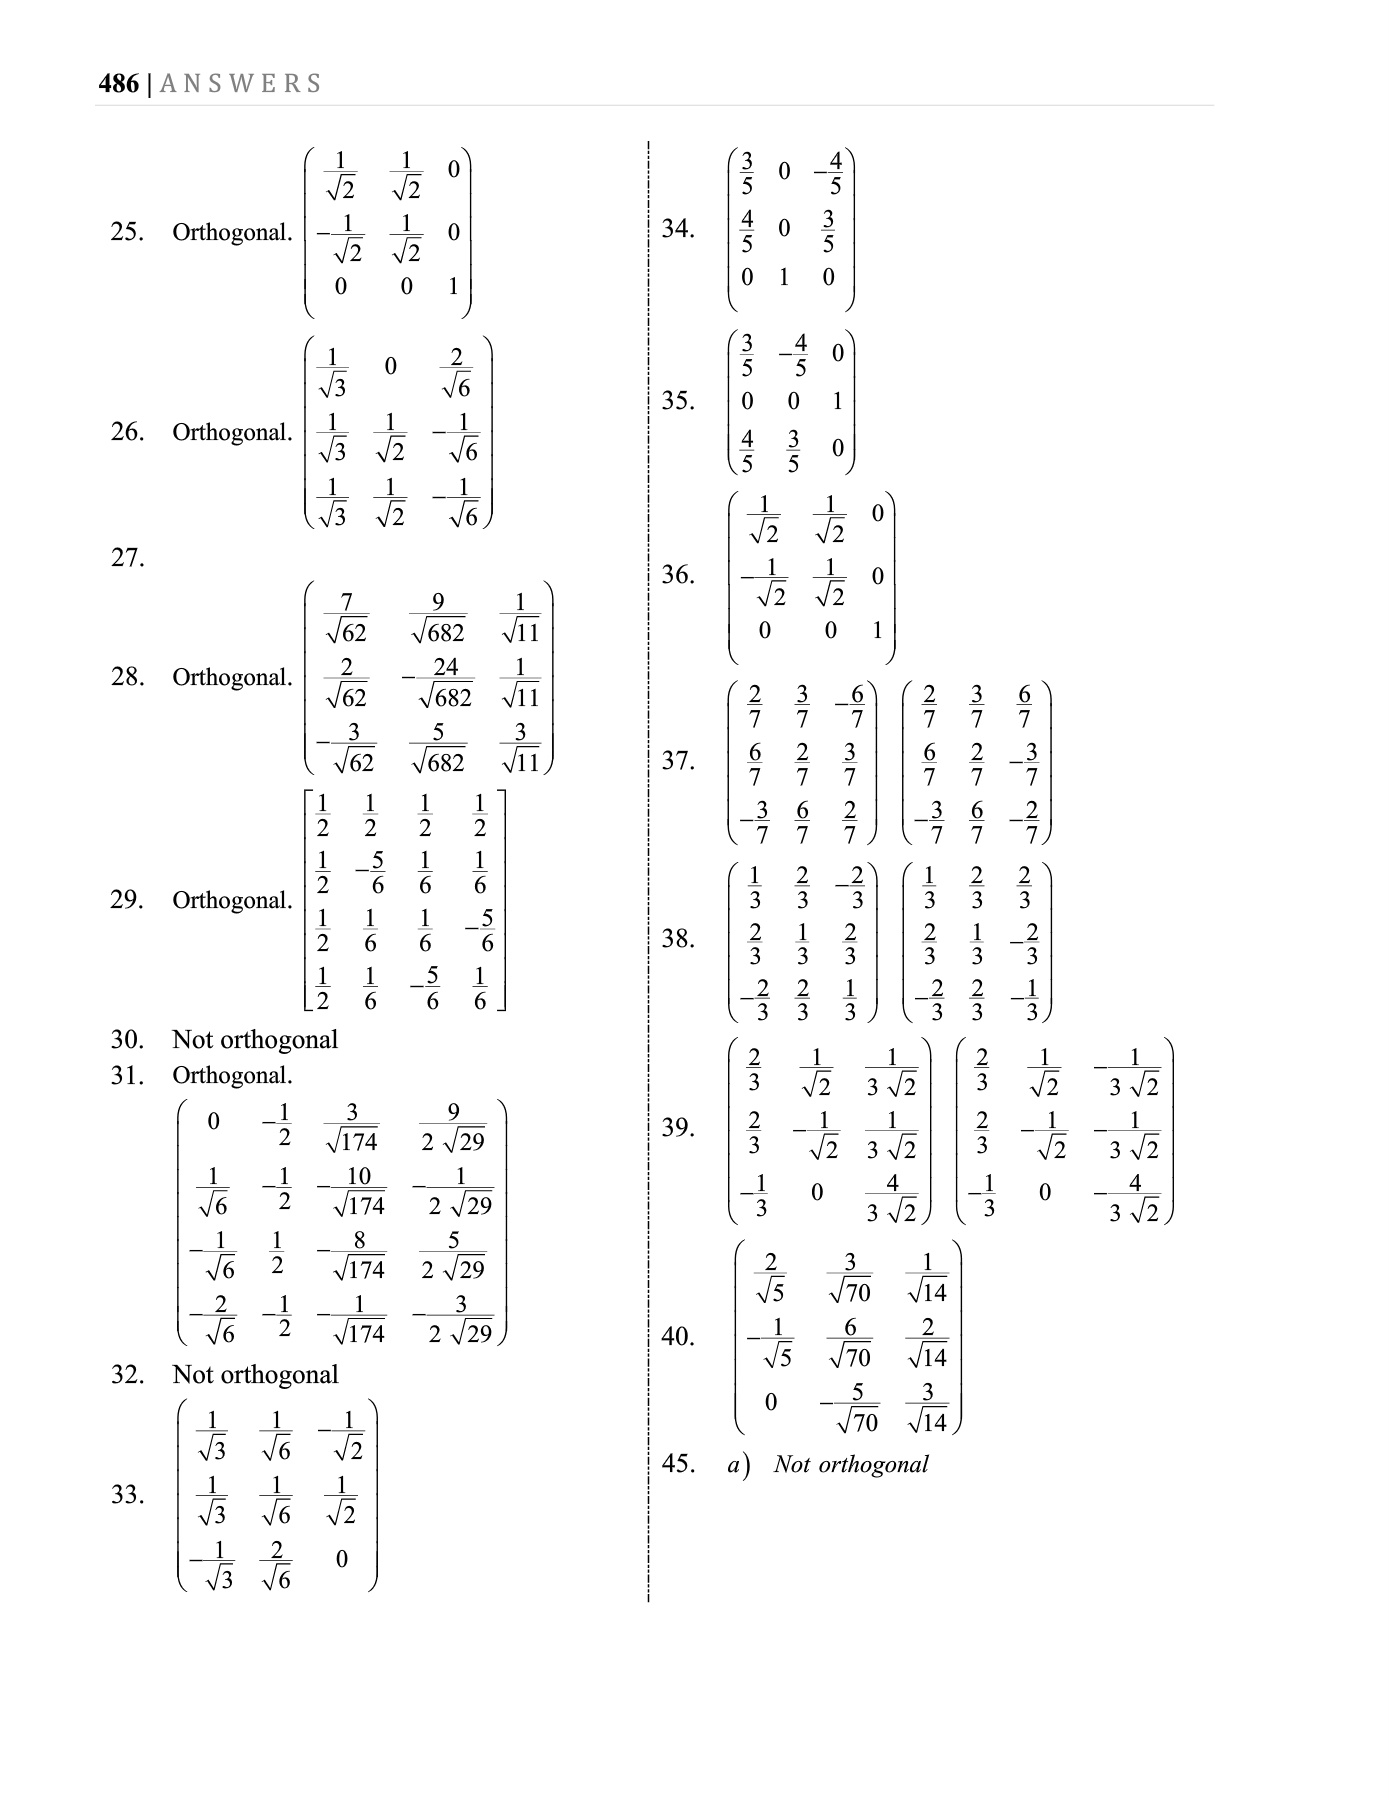 486 | ANSWERS
25. Orthogonal. $\begin{pmatrix} \frac{1}{\sqrt{2}} & \frac{1}{\sqrt{2}} & 0 \\ -\frac{1}{\sqrt{2}} & \frac{1}{\sqrt{2}} & 0 \\ 0 & 0 & 1 \end{pmatrix}$
26. Orthogonal. $\begin{pmatrix} \frac{1}{\sqrt{3}} & 0 & \frac{2}{\sqrt{6}} \\ \frac{1}{\sqrt{3}} & \frac{1}{\sqrt{2}} & -\frac{1}{\sqrt{6}} \\ \frac{1}{\sqrt{3}} & \frac{1}{\sqrt{2}} & -\frac{1}{\sqrt{6}} \end{pmatrix}$
27.
28. Orthogonal. $\begin{pmatrix} \frac{7}{\sqrt{62}} & \frac{9}{\sqrt{682}} & \frac{1}{\sqrt{11}} \\ \frac{2}{\sqrt{62}} & -\frac{24}{\sqrt{682}} & \frac{1}{\sqrt{11}} \\ -\frac{3}{\sqrt{62}} & \frac{5}{\sqrt{682}} & \frac{3}{\sqrt{11}} \end{pmatrix}$
29. Orthogonal. $\begin{bmatrix} \frac{1}{2} & \frac{1}{2} & \frac{1}{2} & \frac{1}{2} \\ \frac{1}{2} & -\frac{5}{6} & \frac{1}{6} & \frac{1}{6} \\ \frac{1}{2} & \frac{1}{6} & \frac{1}{6} & -\frac{5}{6} \\ \frac{1}{2} & \frac{1}{6} & -\frac{5}{6} & \frac{1}{6} \end{bmatrix}$
30. Not orthogonal
31. Orthogonal.
$\begin{pmatrix} 0 & -\frac{1}{2} & \frac{3}{\sqrt{174}} & \frac{9}{2\sqrt{29}} \\ \frac{1}{\sqrt{6}} & -\frac{1}{2} & -\frac{10}{\sqrt{174}} & -\frac{1}{2\sqrt{29}} \\ -\frac{1}{\sqrt{6}} & \frac{1}{2} & -\frac{8}{\sqrt{174}} & \frac{5}{2\sqrt{29}} \\ -\frac{2}{\sqrt{6}} & -\frac{1}{2} & -\frac{1}{\sqrt{174}} & -\frac{3}{2\sqrt{29}} \end{pmatrix}$
32. Not orthogonal
33. $\begin{pmatrix} \frac{1}{\sqrt{3}} & \frac{1}{\sqrt{6}} & -\frac{1}{\sqrt{2}} \\ \frac{1}{\sqrt{3}} & \frac{1}{\sqrt{6}} & \frac{1}{\sqrt{2}} \\ -\frac{1}{\sqrt{3}} & \frac{2}{\sqrt{6}} & 0 \end{pmatrix}$
34. $\begin{pmatrix} \frac{3}{5} & 0 & -\frac{4}{5} \\ \frac{4}{5} & 0 & \frac{3}{5} \\ 0 & 1 & 0 \end{pmatrix}$
35. $\begin{pmatrix} \frac{3}{5} & -\frac{4}{5} & 0 \\ 0 & 0 & 1 \\ \frac{4}{5} & \frac{3}{5} & 0 \end{pmatrix}$
36. $\begin{pmatrix} \frac{1}{\sqrt{2}} & \frac{1}{\sqrt{2}} & 0 \\ -\frac{1}{\sqrt{2}} & \frac{1}{\sqrt{2}} & 0 \\ 0 & 0 & 1 \end{pmatrix}$
37. $\begin{pmatrix} \frac{2}{7} & \frac{3}{7} & -\frac{6}{7} \\ \frac{6}{7} & \frac{2}{7} & \frac{3}{7} \\ -\frac{3}{7} & \frac{6}{7} & \frac{2}{7} \end{pmatrix} \begin{pmatrix} \frac{2}{7} & \frac{3}{7} & \frac{6}{7} \\ \frac{6}{7} & \frac{2}{7} & -\frac{3}{7} \\ -\frac{3}{7} & \frac{6}{7} & -\frac{2}{7} \end{pmatrix}$
38. $\begin{pmatrix} \frac{1}{3} & \frac{2}{3} & -\frac{2}{3} \\ \frac{2}{3} & \frac{1}{3} & \frac{2}{3} \\ -\frac{2}{3} & \frac{2}{3} & \frac{1}{3} \end{pmatrix} \begin{pmatrix} \frac{1}{3} & \frac{2}{3} & \frac{2}{3} \\ \frac{2}{3} & \frac{1}{3} & -\frac{2}{3} \\ -\frac{2}{3} & \frac{2}{3} & -\frac{1}{3} \end{pmatrix}$
39. $\begin{pmatrix} \frac{2}{3} & \frac{1}{\sqrt{2}} & \frac{1}{3\sqrt{2}} \\ \frac{2}{3} & -\frac{1}{\sqrt{2}} & \frac{1}{3\sqrt{2}} \\ -\frac{1}{3} & 0 & \frac{4}{3\sqrt{2}} \end{pmatrix} \begin{pmatrix} \frac{2}{3} & \frac{1}{\sqrt{2}} & -\frac{1}{3\sqrt{2}} \\ \frac{2}{3} & -\frac{1}{\sqrt{2}} & -\frac{1}{3\sqrt{2}} \\ -\frac{1}{3} & 0 & -\frac{4}{3\sqrt{2}} \end{pmatrix}$
40. $\begin{pmatrix} \frac{2}{\sqrt{5}} & \frac{3}{\sqrt{70}} & \frac{1}{\sqrt{14}} \\ -\frac{1}{\sqrt{5}} & \frac{6}{\sqrt{70}} & \frac{2}{\sqrt{14}} \\ 0 & -\frac{5}{\sqrt{70}} & \frac{3}{\sqrt{14}} \end{pmatrix}$
45. a) Not orthogonal